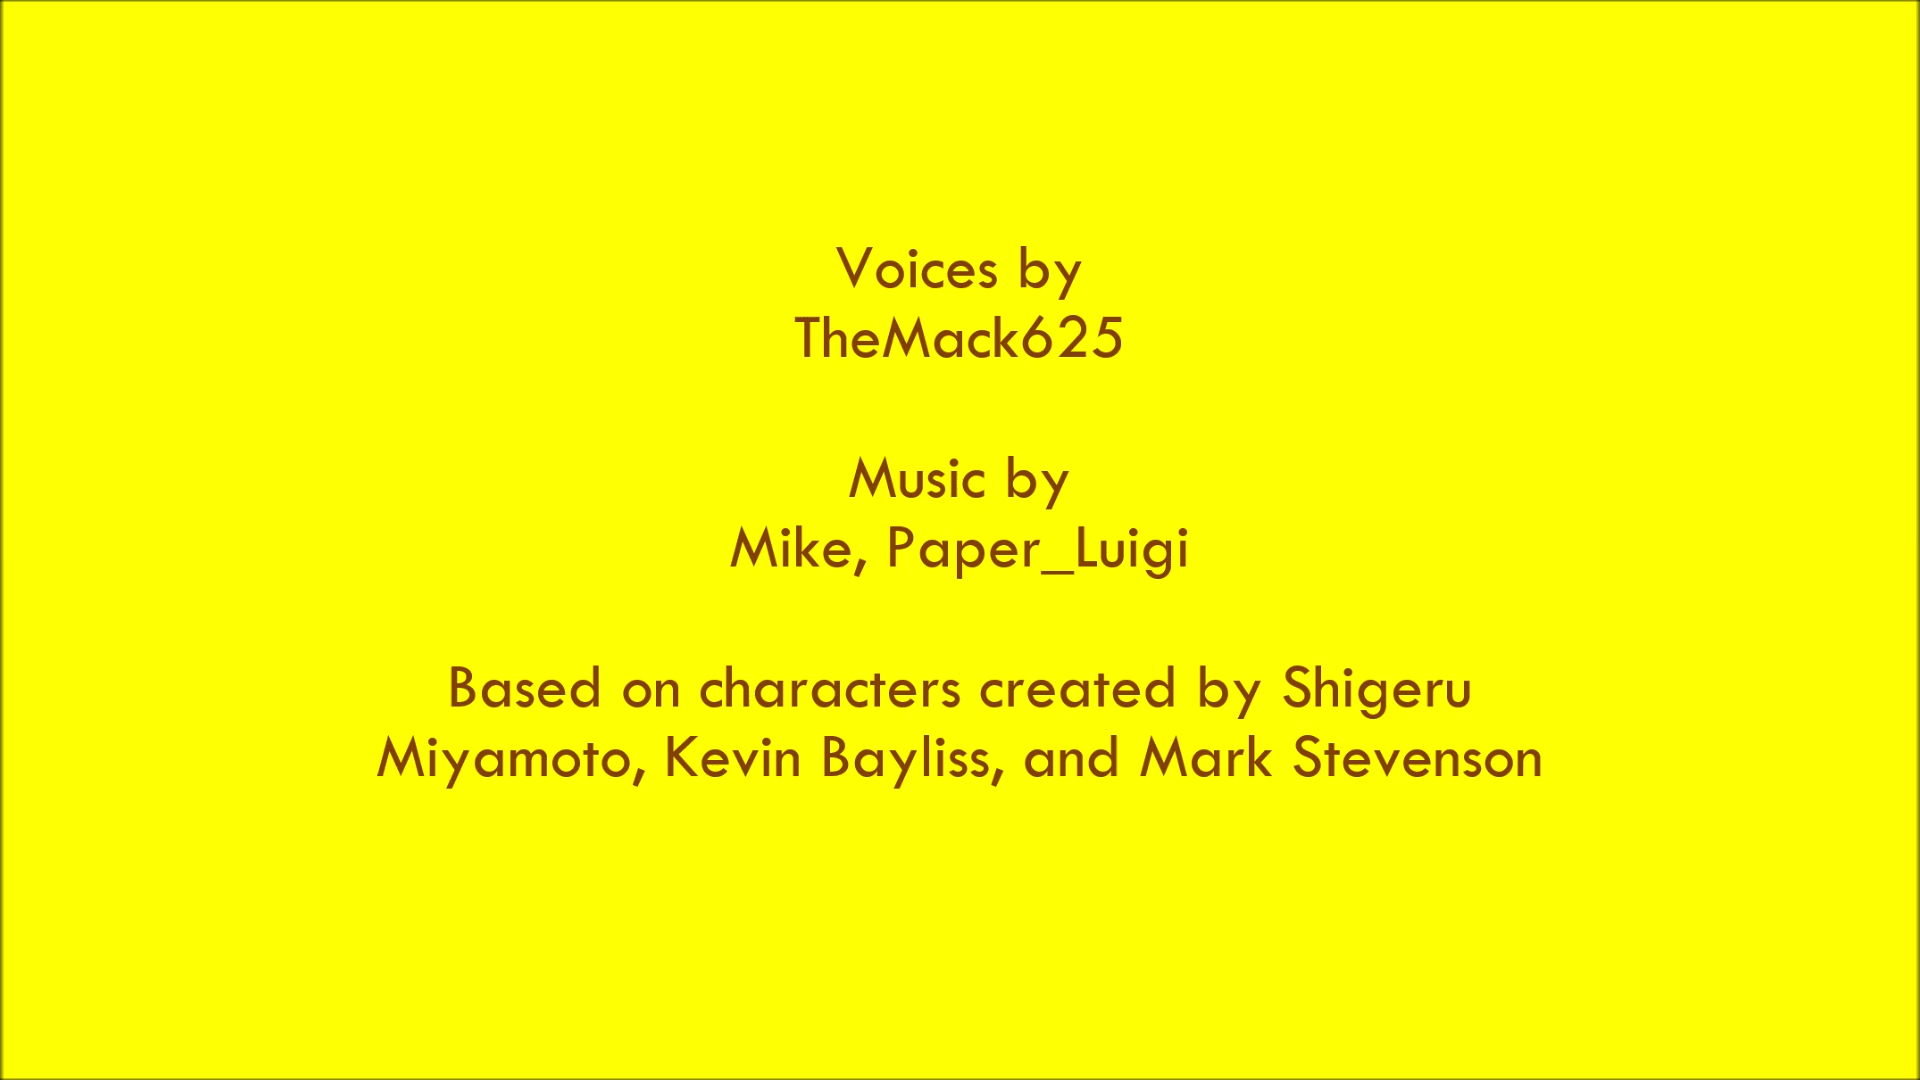 Voices by
TheMack625
Music by
Mike, Paper_Luigi
Based on characters created by Shigeru
Miyamoto, Kevin Bayliss, and Mark Stevenson